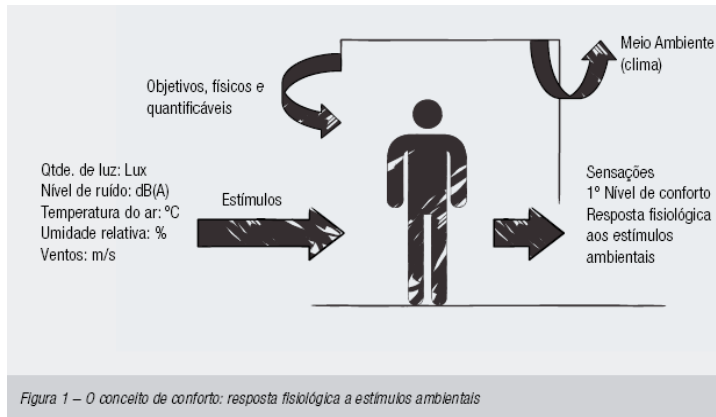 Meio Ambiente
(clima)
Objetivos, físicos e
quantificáveis
Qtde. de luz: Lux
Nível de ruído: dB(A)
Temperatura do ar: ºC
Umidade relativa: %
Ventos: m/s
Estímulos
Sensações
1º Nível de conforto
Resposta fisiológica
aos estímulos
ambientais
Figura 1 – O conceito de conforto: resposta fisiológica a estímulos ambientais